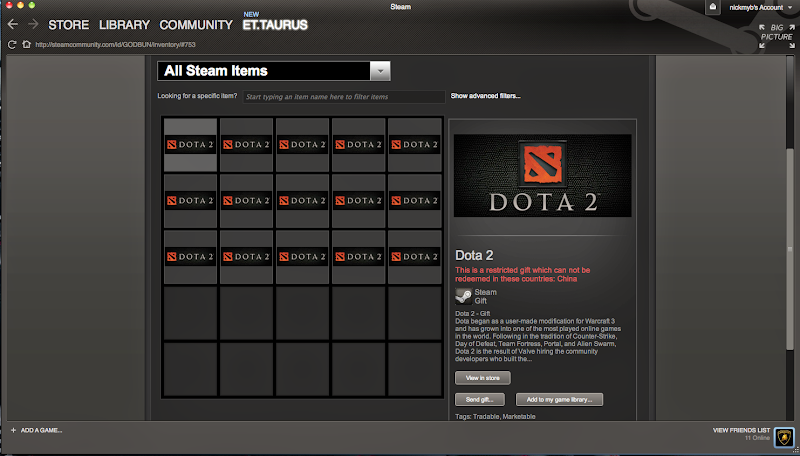 Steam
nickmyb's Account
NEW
STORE LIBRARY COMMUNITY ET.TAURUS
BIG
PICTURE
http://steamcommunity.com/id/GODBUN/inventory/#753
All Steam Items
Looking for a specific item?
Start typing an item name here to filter items
Show advanced filters...
DOTA 2 DOTA 2 DOTA 2 DOTA 2 DOTA 2
DOTA 2 DOTA 2 DOTA 2 DOTA 2 DOTA 2
DOTA 2 DOTA 2 DOTA 2 DOTA 2 DOTA 2
DOTA 2™
Dota 2
This is a restricted gift which can not be
redeemed in these countries: China
Steam
Gift
Dota 2 - Gift
Dota began as a user-made modification for Warcraft 3
and has grown into one of the most played online games
in the world. Following in the tradition of Counter-Strike,
Day of Defeat, Team Fortress, Portal, and Alien Swarm,
Dota 2 is the result of Valve hiring the community
developers who built the...
View in store
Send gift...
Add to my game library...
Tags: Tradable, Marketable
+ ADD A GAME...
VIEW FRIENDS LIST
11 Online